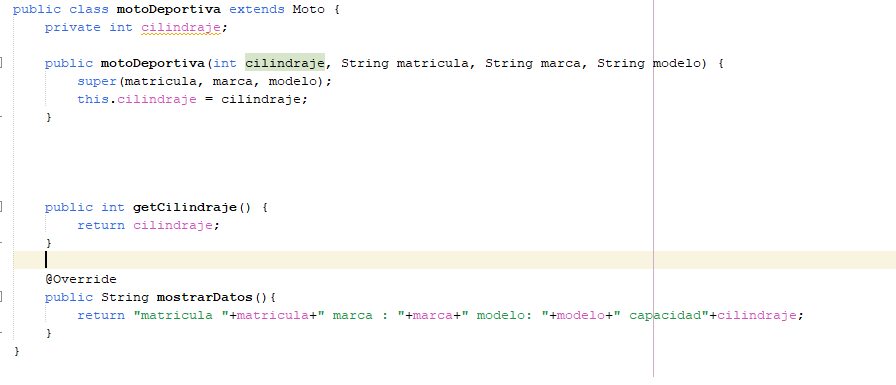 public class motoDeportiva extends Moto {
    private int cilindraje;
    public motoDeportiva(int cilindraje, String matricula, String marca, String modelo) {
        super(matricula, marca, modelo);
        this.cilindraje = cilindraje;
    }
    public int getCilindraje() {
        return cilindraje;
    }
    @Override
    public String mostrarDatos(){
        return "matricula "+matricula+" marca : "+marca+" modelo: "+modelo+" capacidad"+cilindraje;
    }
}